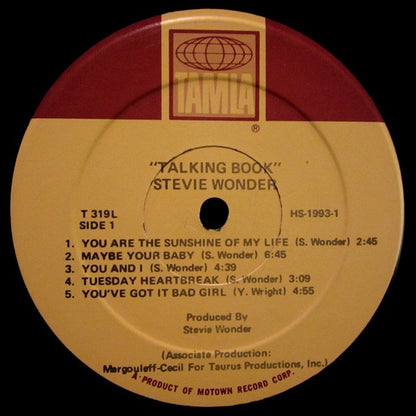 TAMLA
®
"TALKING BOOK"
STEVIE WONDER
T 319L HS-1993-1
SIDE 1
1. YOU ARE THE SUNSHINE OF MY LIFE (S. Wonder) 2:45
2. MAYBE YOUR BABY (S. Wonder) 6:45
3. YOU AND I (S. Wonder) 4:39
4. TUESDAY HEARTBREAK (S. Wonder) 3:09
5. YOU'VE GOT IT BAD GIRL (Y. Wright) 4:55
Produced By
Stevie Wonder
(Associate Production:
Margouleff-Cecil For Taurus Productions, Inc.)
A PRODUCT OF MOTOWN RECORD CORP.